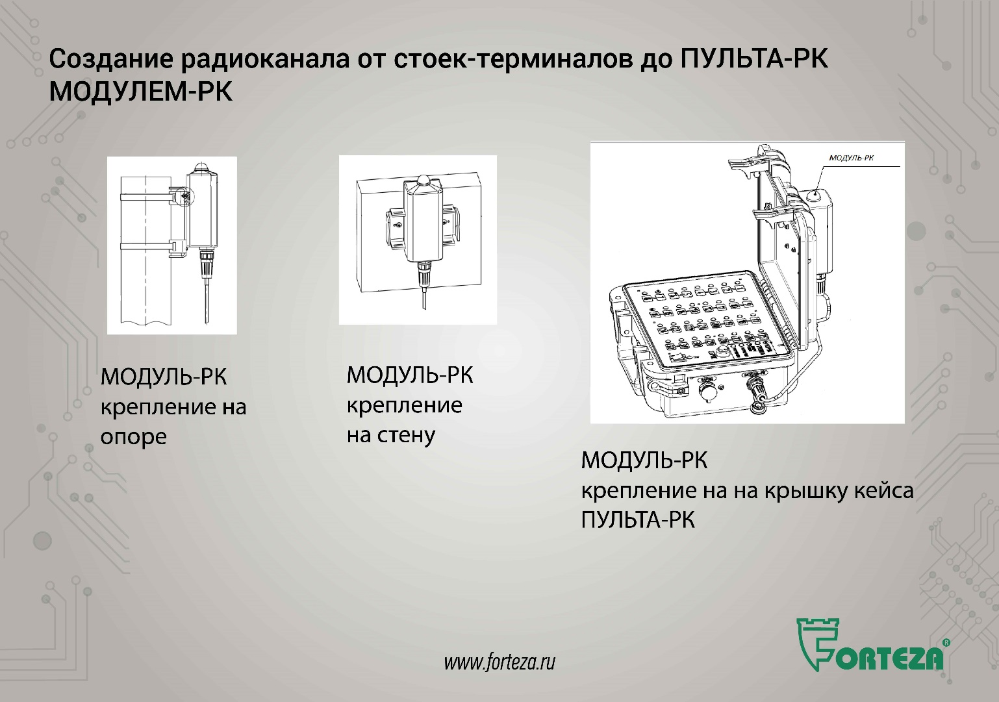 Создание радиоканала от стоек-терминалов до ПУЛЬТА-РК
МОДУЛЕМ-РК
МОДУЛЬ-РК
МОДУЛЬ-РК
крепление на
опоре
МОДУЛЬ-РК
крепление
на стену
МОДУЛЬ-РК
крепление на на крышку кейса
ПУЛЬТА-РК
www.forteza.ru
FORTEZA®